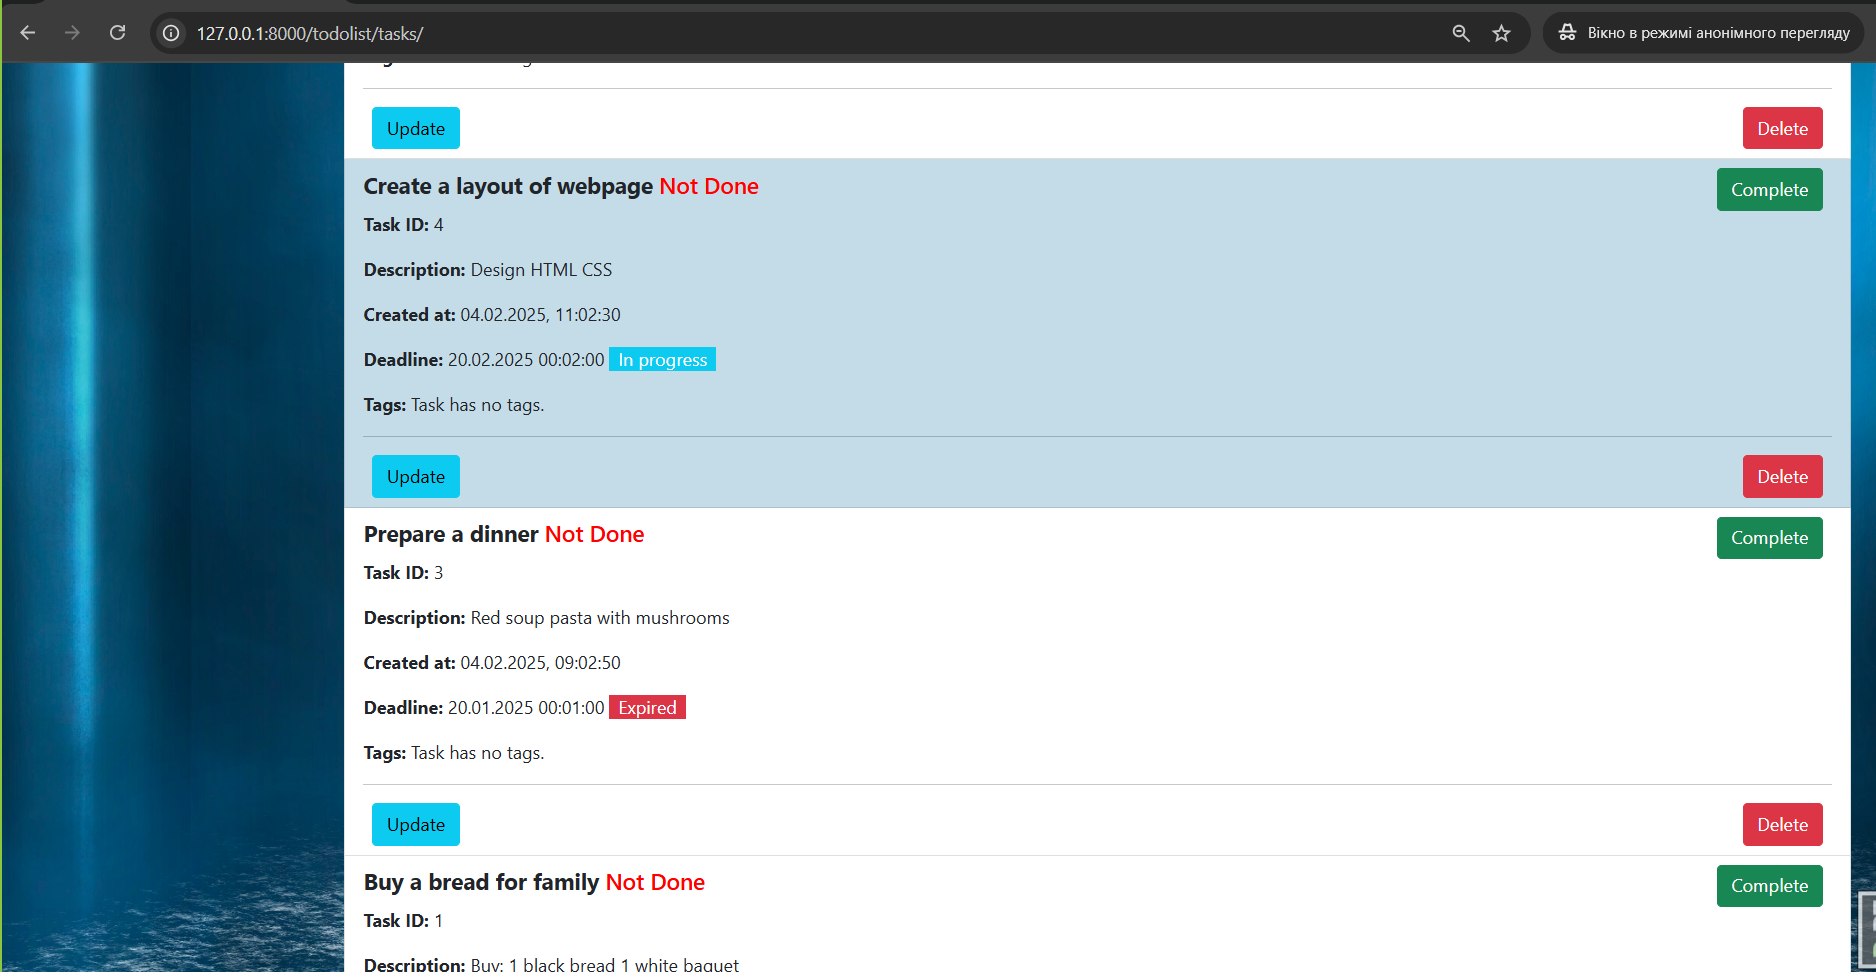 127.0.0.1:8000/todolist/tasks/
Вікно в режимі анонімного перегляду
Update
Delete
Create a layout of webpage Not Done
Complete
Task ID: 4
Description: Design HTML CSS
Created at: 04.02.2025, 11:02:30
Deadline: 20.02.2025 00:02:00 In progress
Tags: Task has no tags.
Update
Delete
Prepare a dinner Not Done
Complete
Task ID: 3
Description: Red soup pasta with mushrooms
Created at: 04.02.2025, 09:02:50
Deadline: 20.01.2025 00:01:00 Expired
Tags: Task has no tags.
Update
Delete
Buy a bread for family Not Done
Complete
Task ID: 1
Description: Buy: 1 black bread 1 white baguet